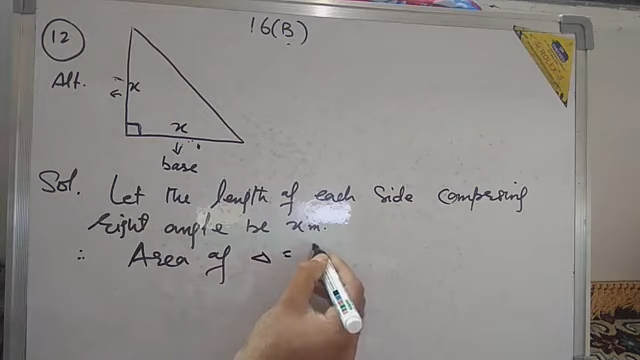 16(B)
12
Alt.
x
x
base
Sol. Let the length of each side comprising
right angle be x m.
∴ Area of Δ =